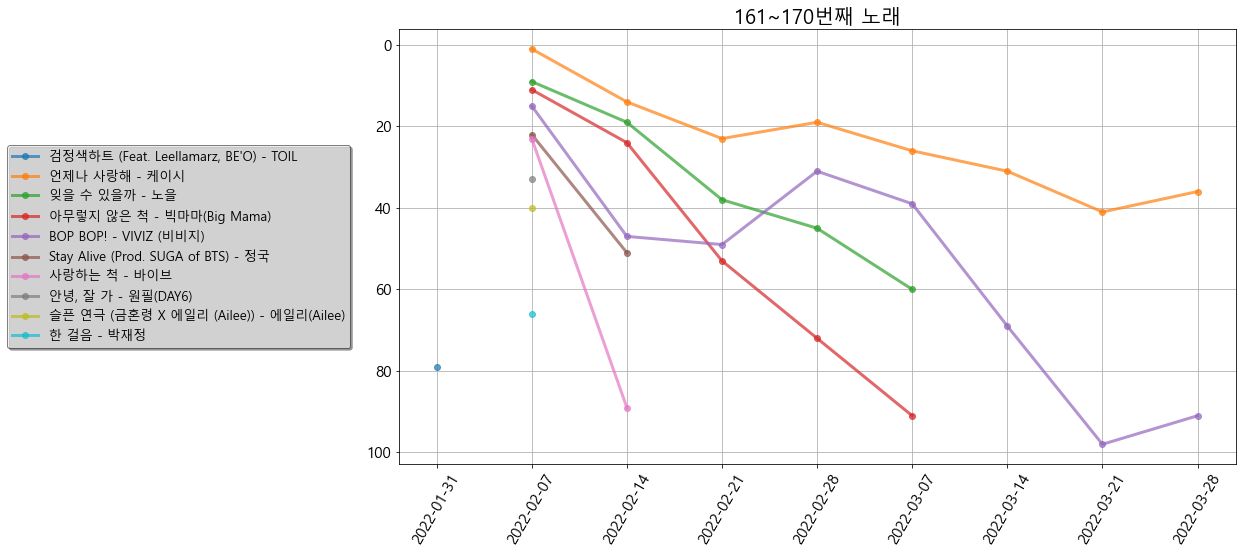 161~170번째 노래
0
20
40
60
80
100
검정색하트 (Feat. Leellamarz, BE'O) - TOIL
언제나 사랑해 - 케이시
잊을 수 있을까 - 노을
아무렇지 않은 척 - 빅마마(Big Mama)
BOP BOP! - VIVIZ (비비지)
Stay Alive (Prod. SUGA of BTS) - 정국
사랑하는 척 - 바이브
안녕, 잘 가 - 원필(DAY6)
슬픈 연극 (금혼령 X 에일리 (Ailee)) - 에일리(Ailee)
한 걸음 - 박재정
2022-01-31
2022-02-07
2022-02-14
2022-02-21
2022-02-28
2022-03-07
2022-03-14
2022-03-21
2022-03-28